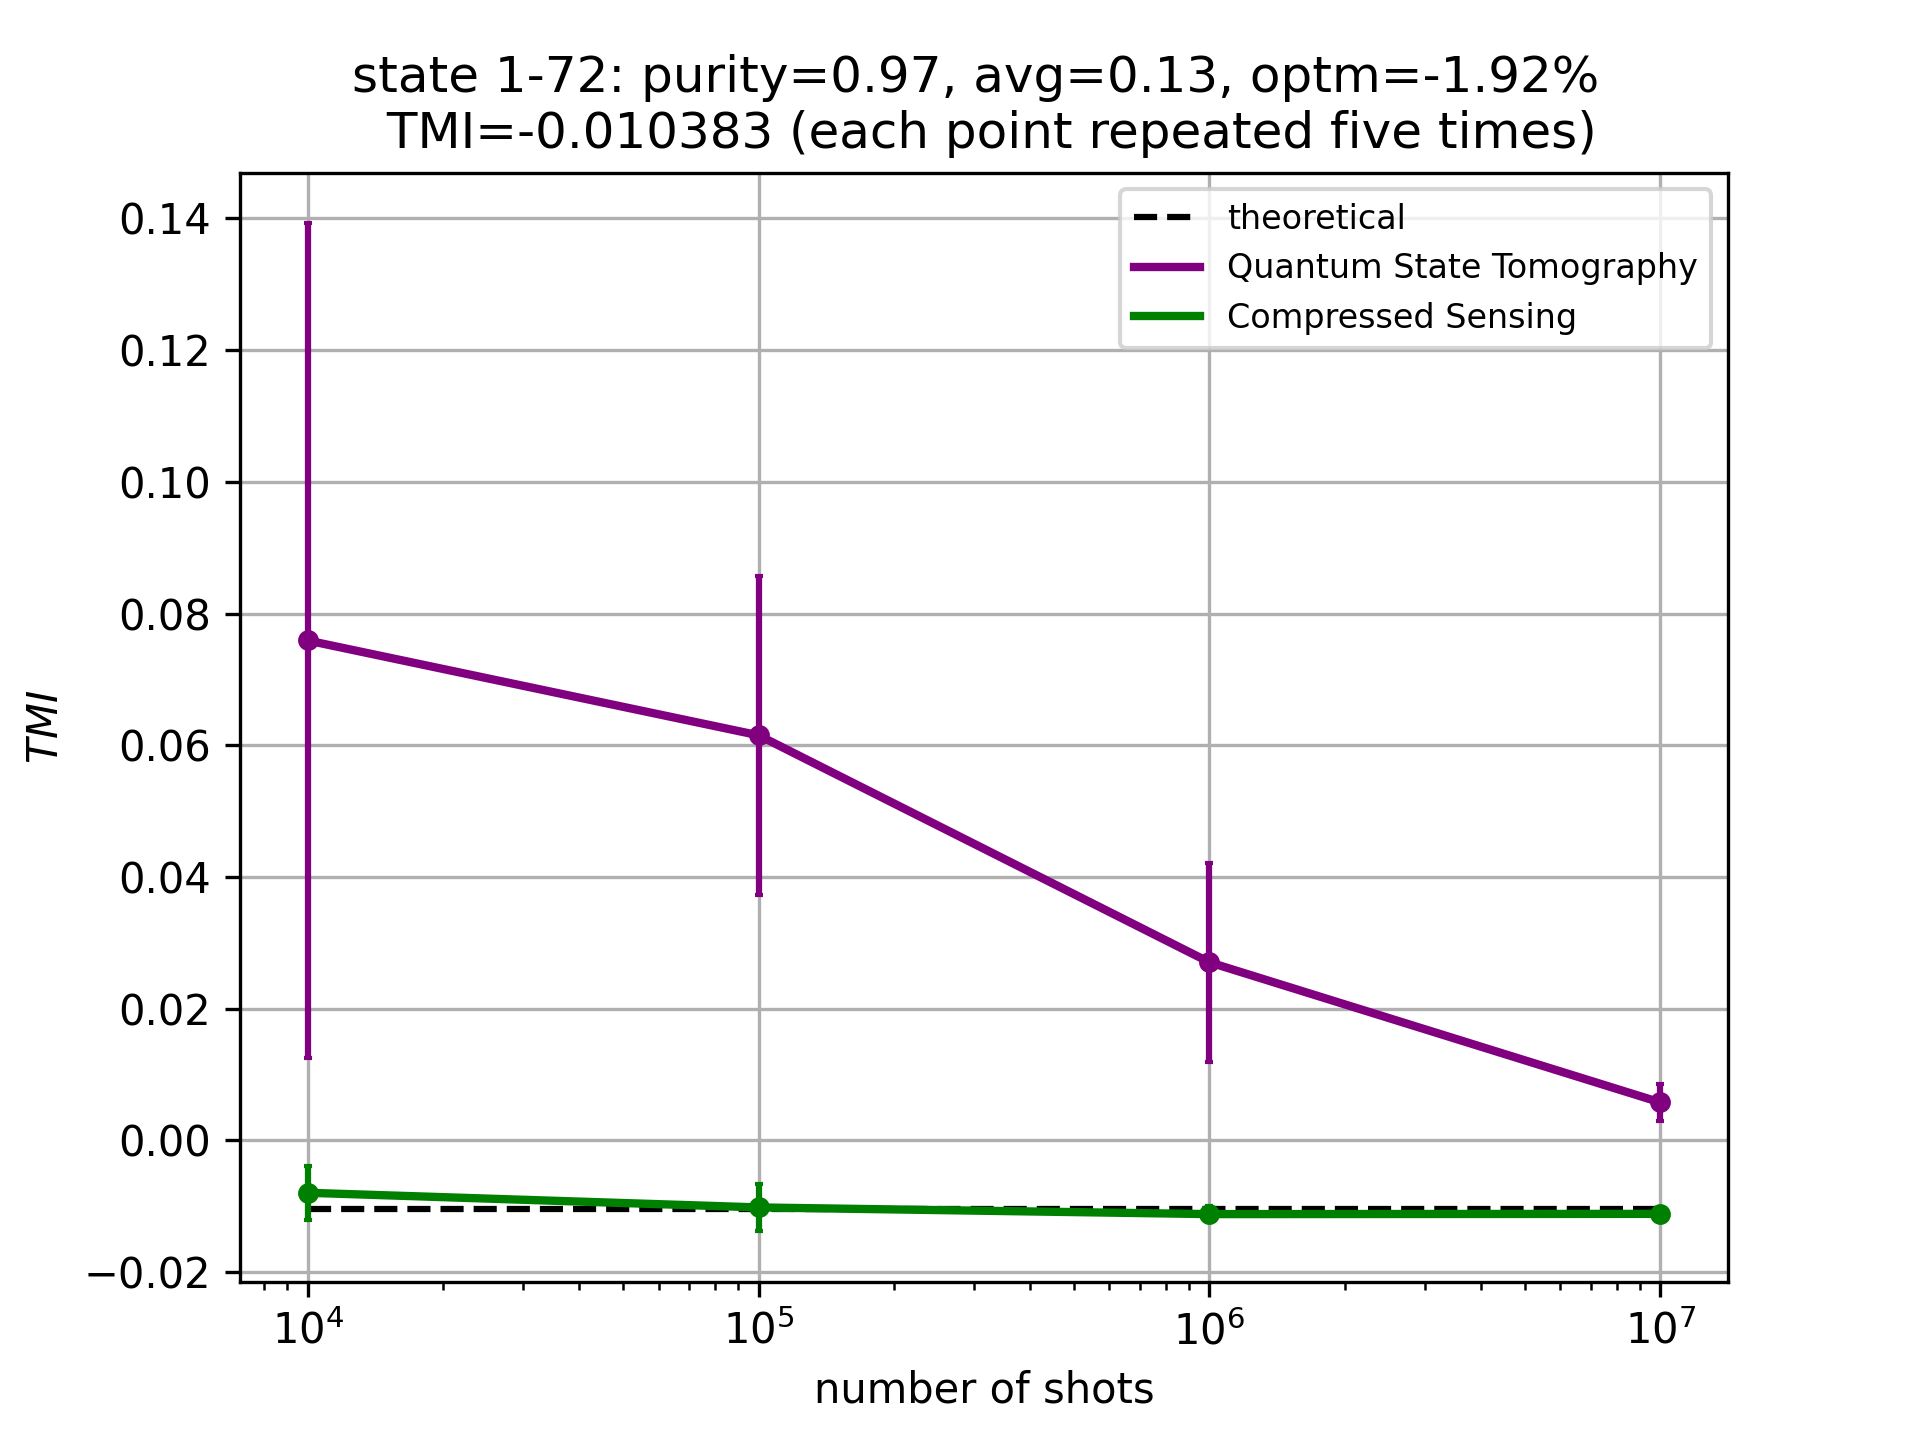 state 1-72: purity=0.97, avg=0.13, optm=-1.92%
TMI=-0.010383 (each point repeated five times)
theoretical
Quantum State Tomography
Compressed Sensing
0.14
0.12
0.10
0.08
0.06
0.04
0.02
0.00
−0.02
TMI
10⁴ 10⁵ 10⁶ 10⁷
number of shots